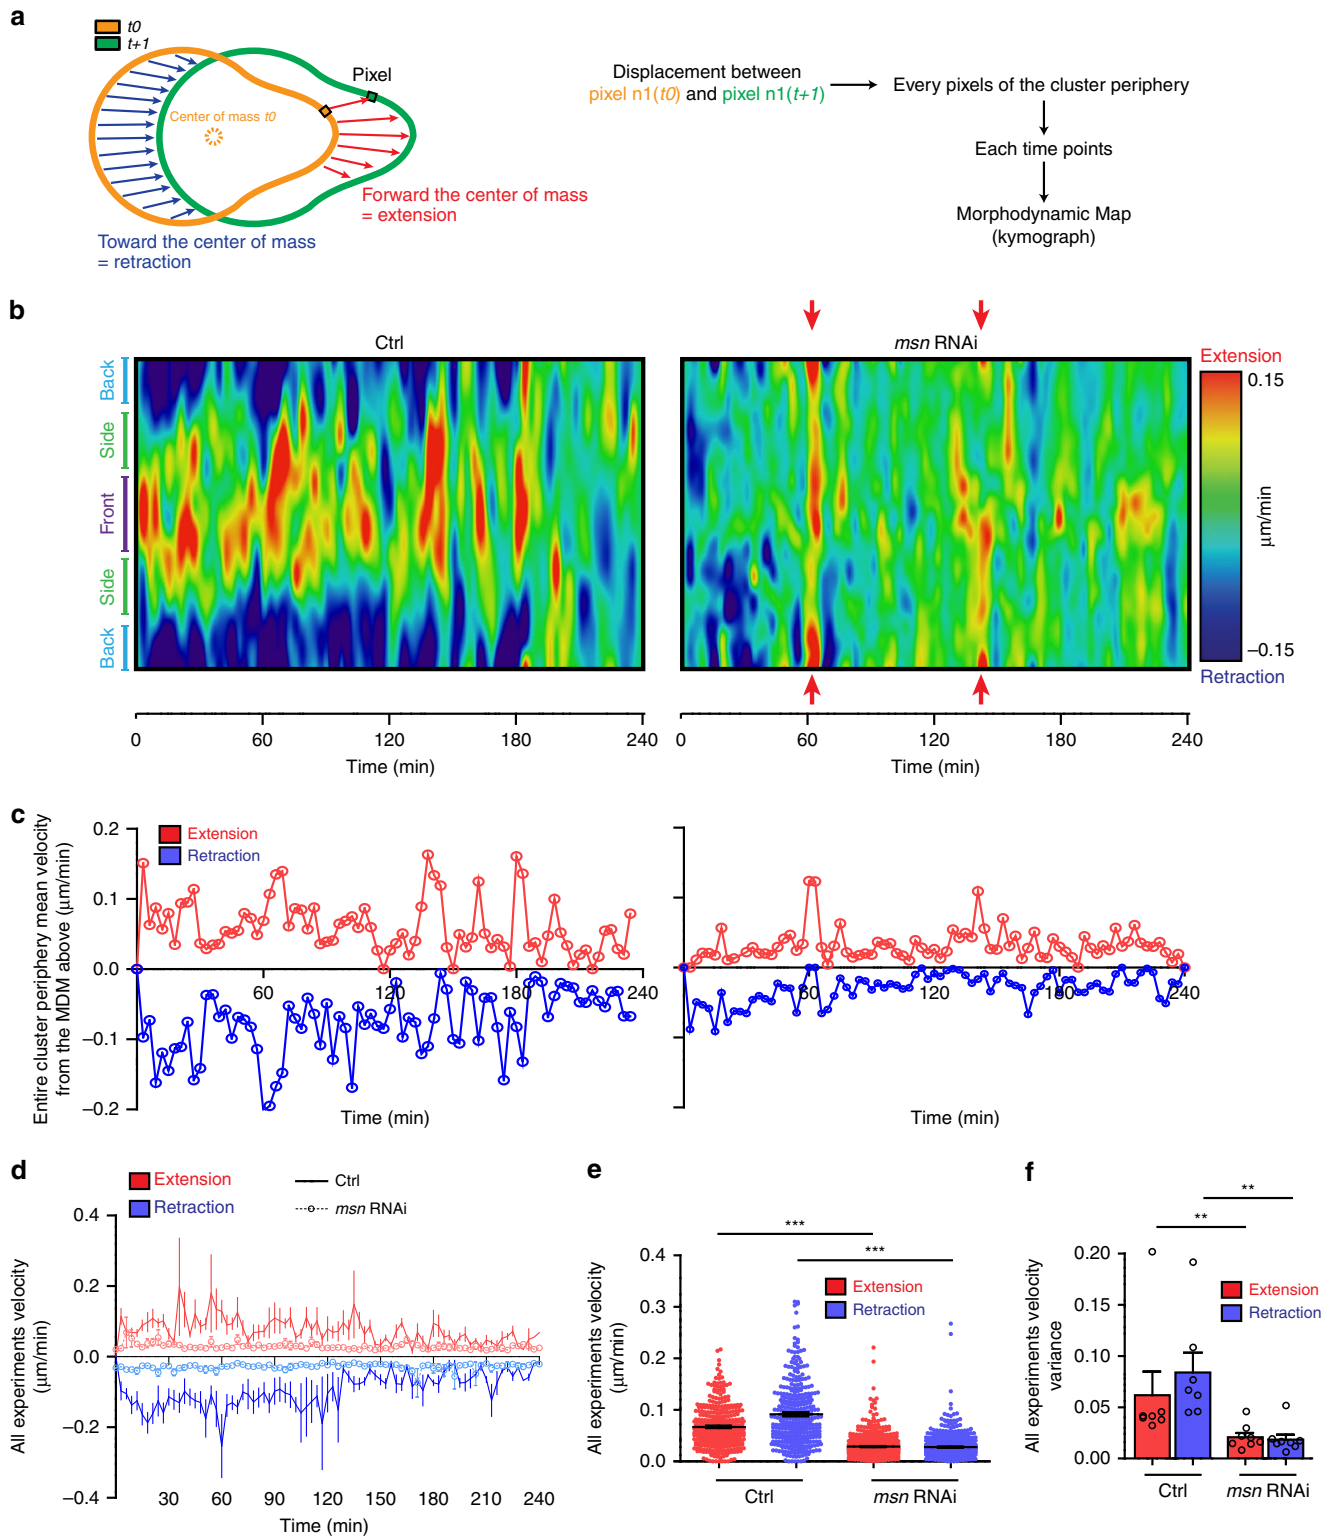 a
t0
t+1
Pixel
Center of mass t0
Forward the center of mass
= extension
Toward the center of mass
= retraction
Displacement between
pixel n1(t0) and pixel n1(t+1)
Every pixels of the cluster periphery
Each time points
Morphodynamic Map
(kymograph)
b
Ctrl
msn RNAi
Back
Side
Front
Side
Back
Extension
0.15
μm/min
–0.15
Retraction
0 60 120 180 240
Time (min)
0 60 120 180 240
Time (min)
c
Entire cluster periphery mean velocity
from the MDM above (μm/min)
Extension
Retraction
0.2
0.1
0.0
–0.1
–0.2
60 120 180 240
Time (min)
60 120 180 240
Time (min)
d
Extension
Retraction
Ctrl
msn RNAi
All experiments velocity
(μm/min)
0.4
0.2
0.0
–0.2
–0.4
30 60 90 120 150 180 210 240
Time (min)
e
***
***
All experiments velocity
(μm/min)
0.4
0.3
0.2
0.1
0.0
Extension
Retraction
Ctrl
msn RNAi
f
**
**
All experiments velocity
variance
0.20
0.15
0.10
0.05
0.00
Extension
Retraction
Ctrl
msn RNAi